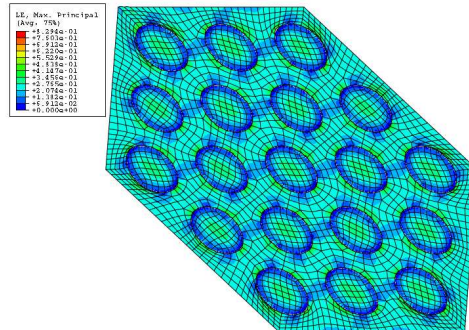 LE, Max. Principal
(Avg. 75%)
+8.294e-01
+7.603e-01
+6.912e-01
+6.220e-01
+5.529e-01
+4.838e-01
+4.147e-01
+3.456e-01
+2.765e-01
+2.074e-01
+1.382e-01
+6.912e-02
+0.000e+00